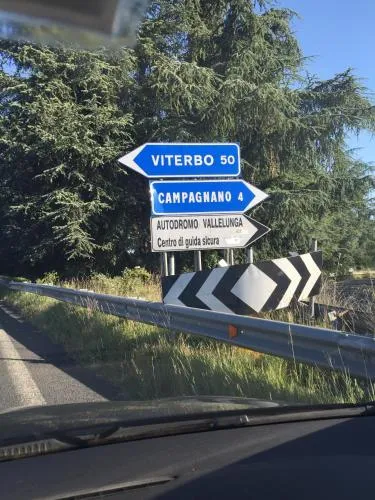 VITERBO 50
CAMPAGNANO 4
AUTODROMO VALLELUNGA
Centro di guida sicura